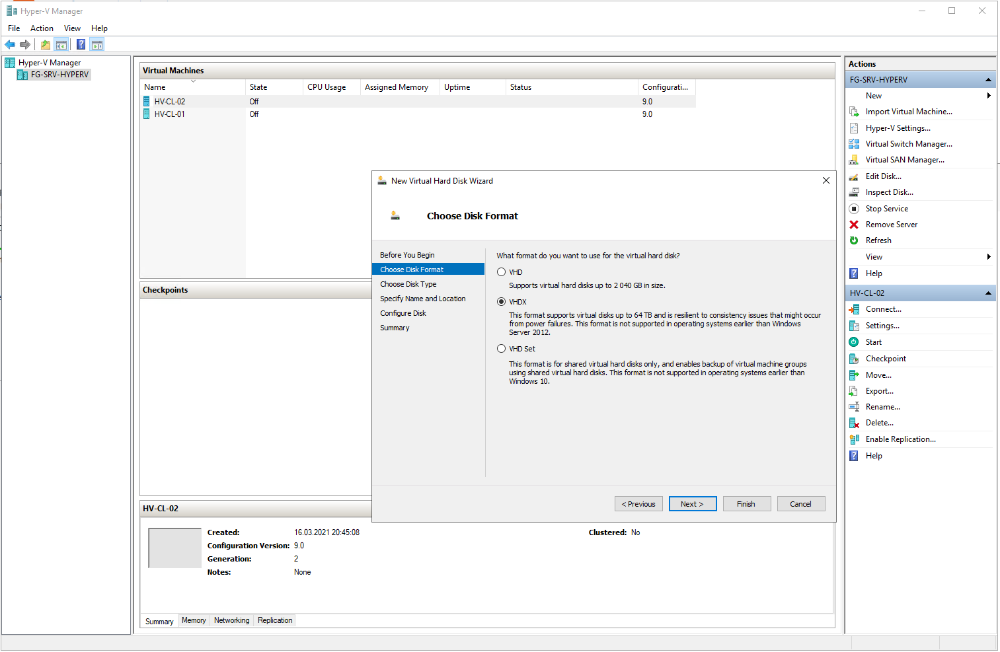 Hyper-V Manager
File Action View Help
Hyper-V Manager
FG-SRV-HYPERV
Virtual Machines
Name State CPU Usage Assigned Memory Uptime Status Configurati...
HV-CL-02 Off 9.0
HV-CL-01 Off 9.0
Checkpoints
HV-CL-02
Created: 16.03.2021 20:45:08 Clustered: No
Configuration Version: 9.0
Generation: 2
Notes: None
Summary Memory Networking Replication
New Virtual Hard Disk Wizard
Choose Disk Format
Before You Begin
Choose Disk Format
Choose Disk Type
Specify Name and Location
Configure Disk
Summary
What format do you want to use for the virtual hard disk?
VHD
Supports virtual hard disks up to 2 040 GB in size.
VHDX
This format supports virtual disks up to 64 TB and is resilient to consistency issues that might occur
from power failures. This format is not supported in operating systems earlier than Windows
Server 2012.
VHD Set
This format is for shared virtual hard disks only, and enables backup of virtual machine groups
using shared virtual hard disks. This format is not supported in operating systems earlier than
Windows 10.
< Previous Next > Finish Cancel
Actions
FG-SRV-HYPERV
New
Import Virtual Machine...
Hyper-V Settings...
Virtual Switch Manager...
Virtual SAN Manager...
Edit Disk...
Inspect Disk...
Stop Service
Remove Server
Refresh
View
Help
HV-CL-02
Connect...
Settings...
Start
Checkpoint
Move...
Export...
Rename...
Delete...
Enable Replication...
Help